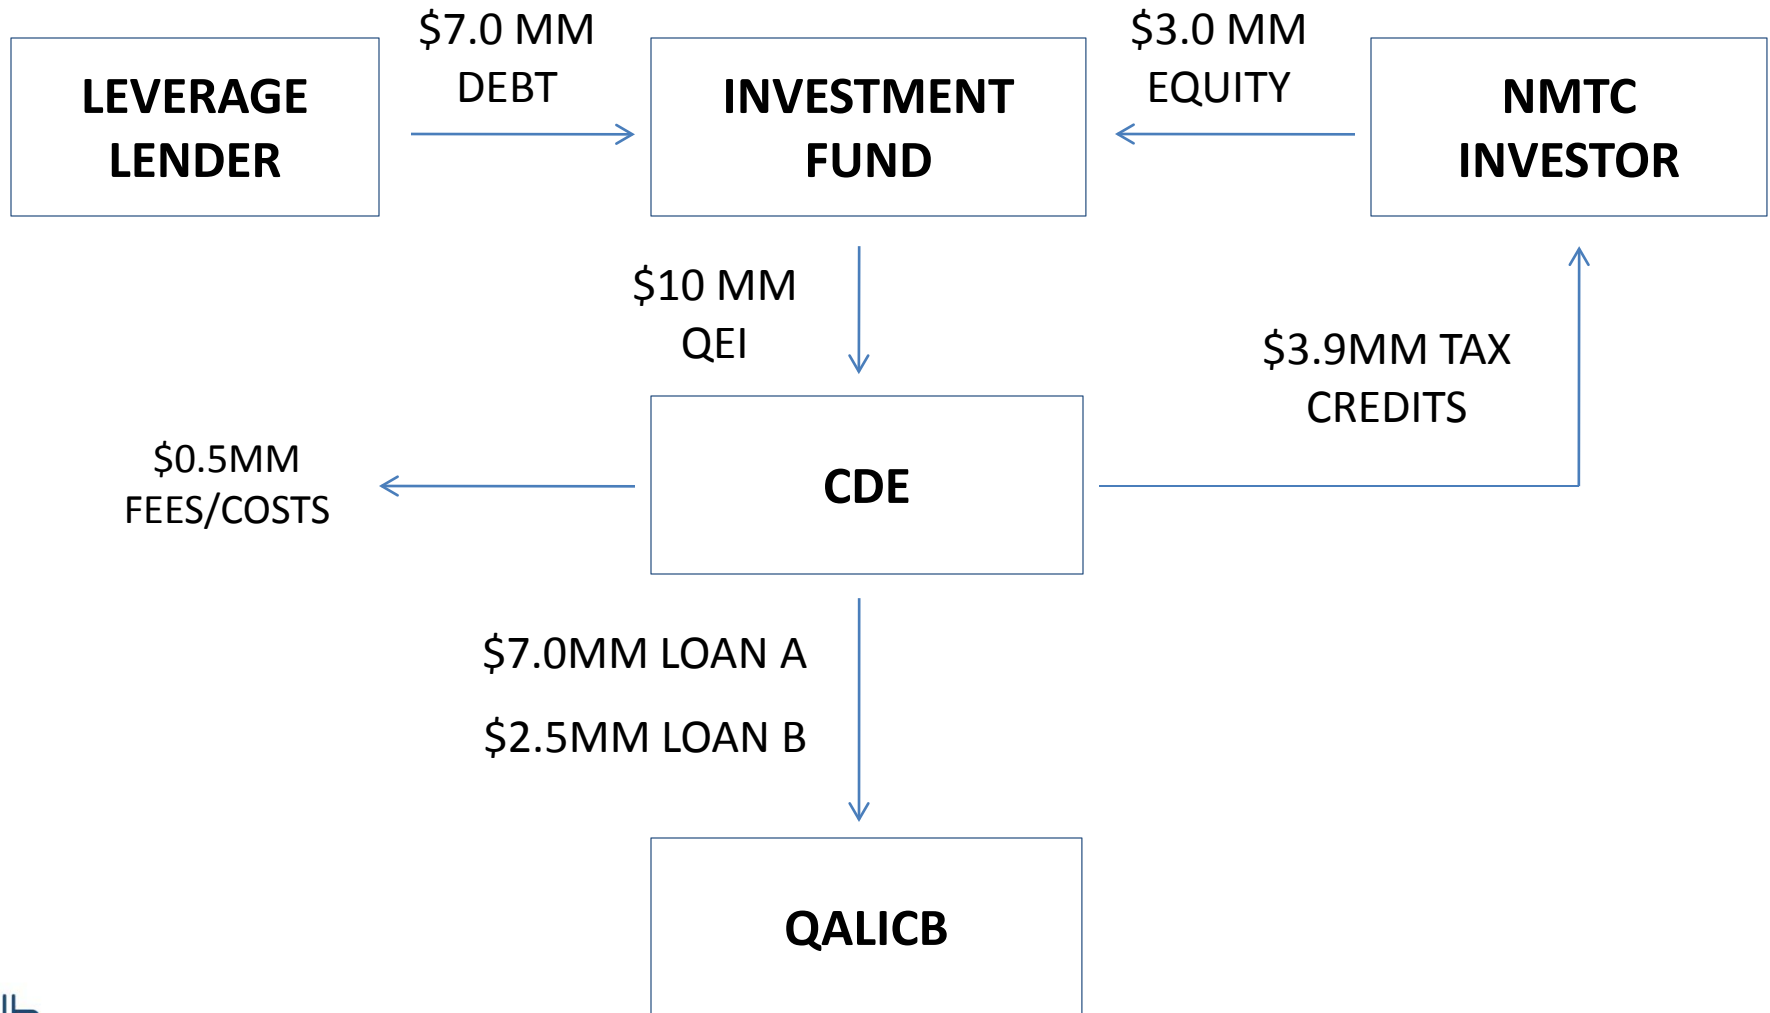 LEVERAGE
LENDER
$7.0 MM
DEBT
INVESTMENT
FUND
$3.0 MM
EQUITY
NMTC
INVESTOR
$10 MM
QEI
$3.9MM TAX
CREDITS
$0.5MM
FEES/COSTS
CDE
$7.0MM LOAN A
$2.5MM LOAN B
QALICB